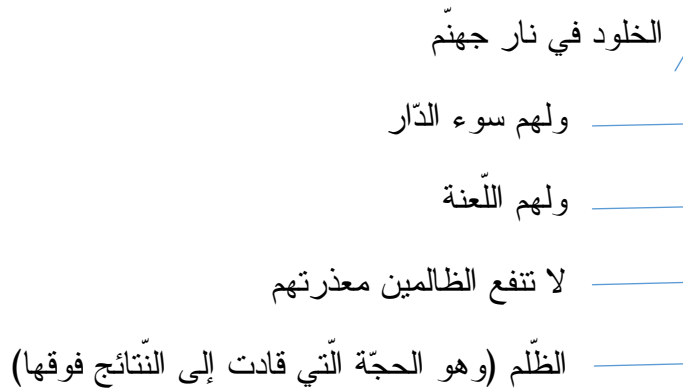 الخلود في نار جهنّم
ولهم سوء الدّار
ولهم اللّعنة
لا تنفع الظالمين معذرتهم
الظّلم (وهو الحجّة الّتي قادت إلى النّتائج فوقها)